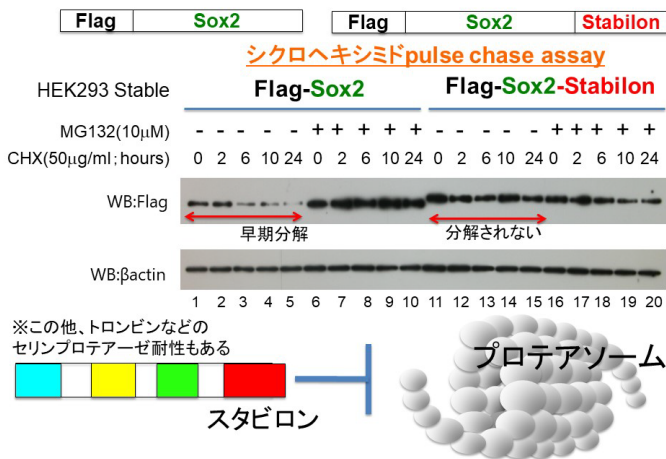 Flag Sox2 Flag Sox2 Stabilon
シクロヘキシミドpulse chase assay
HEK293 Stable Flag-Sox2 Flag-Sox2-Stabilon
MG132(10μM) - - - - - + + + + + - - - - - + + + + +
CHX(50μg/ml;hours) 0 2 6 10 24 0 2 6 10 24 0 2 6 10 24 0 2 6 10 24
WB:Flag
早期分解 分解されない
WB:βactin
1 2 3 4 5 6 7 8 9 10 11 12 13 14 15 16 17 18 19 20
※この他、トロンビンなどの
セリンプロテアーゼ耐性もある
プロテアソーム
スタビロン